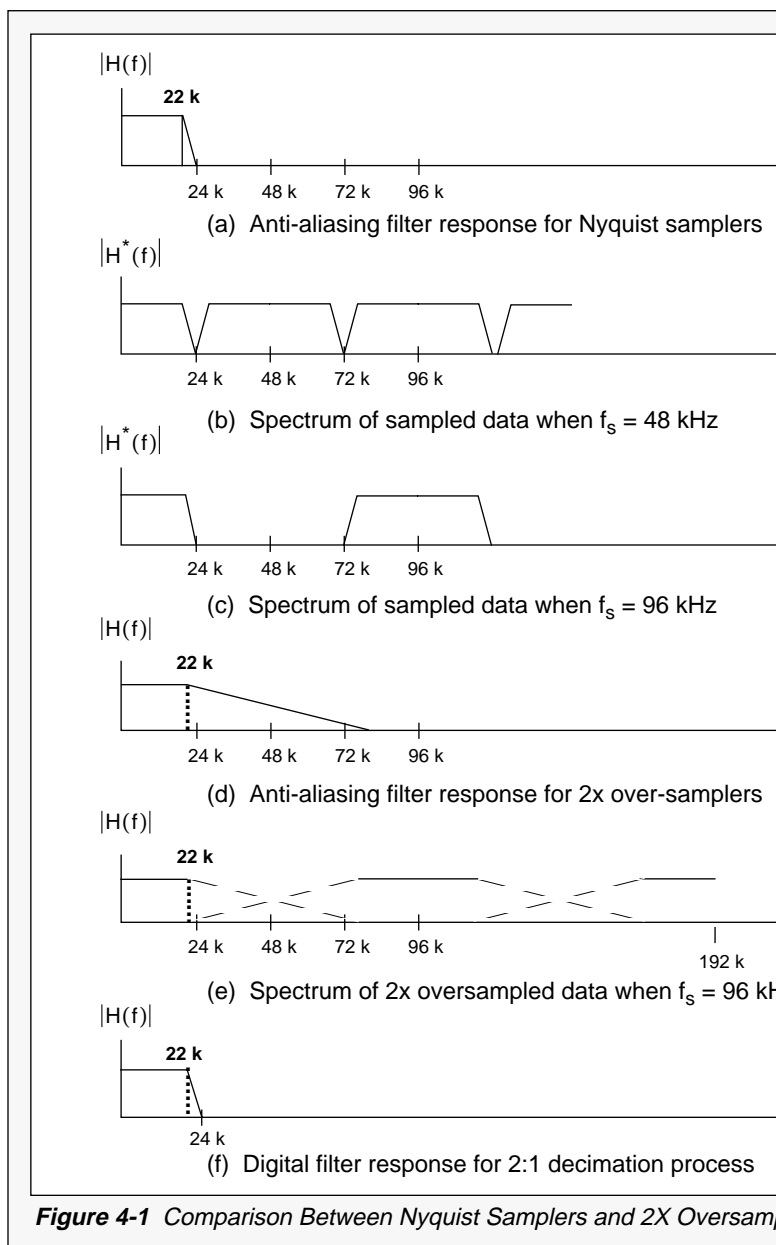 |H(f)|
22 k
24 k 48 k 72 k 96 k
(a) Anti-aliasing filter response for Nyquist samplers
|H*(f)|
24 k 48 k 72 k 96 k
(b) Spectrum of sampled data when fs = 48 kHz
|H*(f)|
24 k 48 k 72 k 96 k
(c) Spectrum of sampled data when fs = 96 kHz
|H(f)|
22 k
24 k 48 k 72 k 96 k
(d) Anti-aliasing filter response for 2x over-samplers
|H(f)|
22 k
24 k 48 k 72 k 96 k
192 k
(e) Spectrum of 2x oversampled data when fs = 96 kH
|H(f)|
22 k
24 k
(f) Digital filter response for 2:1 decimation process
Figure 4-1 Comparison Between Nyquist Samplers and 2X Oversamp